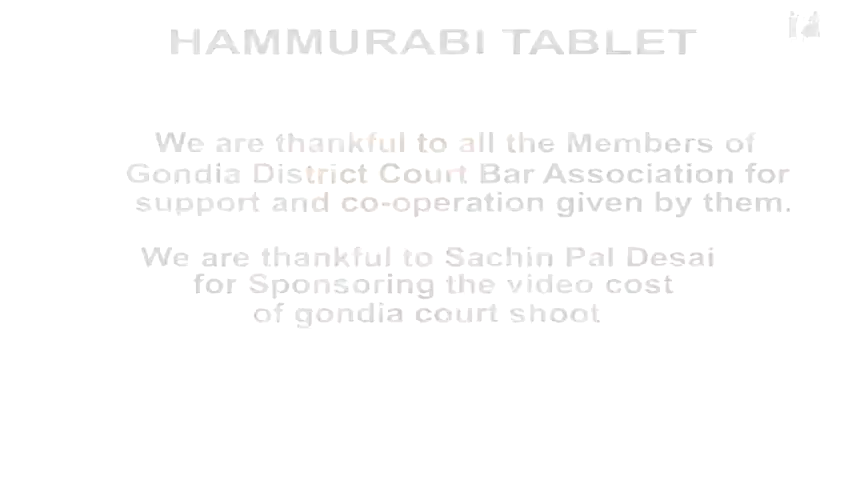 HAMMURABI TABLET
We are thankful to all the Members of
Gondia District Court Bar Association for
support and co-operation given by them.
We are thankful to Sachin Pal Desai
for Sponsoring the video cost
of gondia court shoot